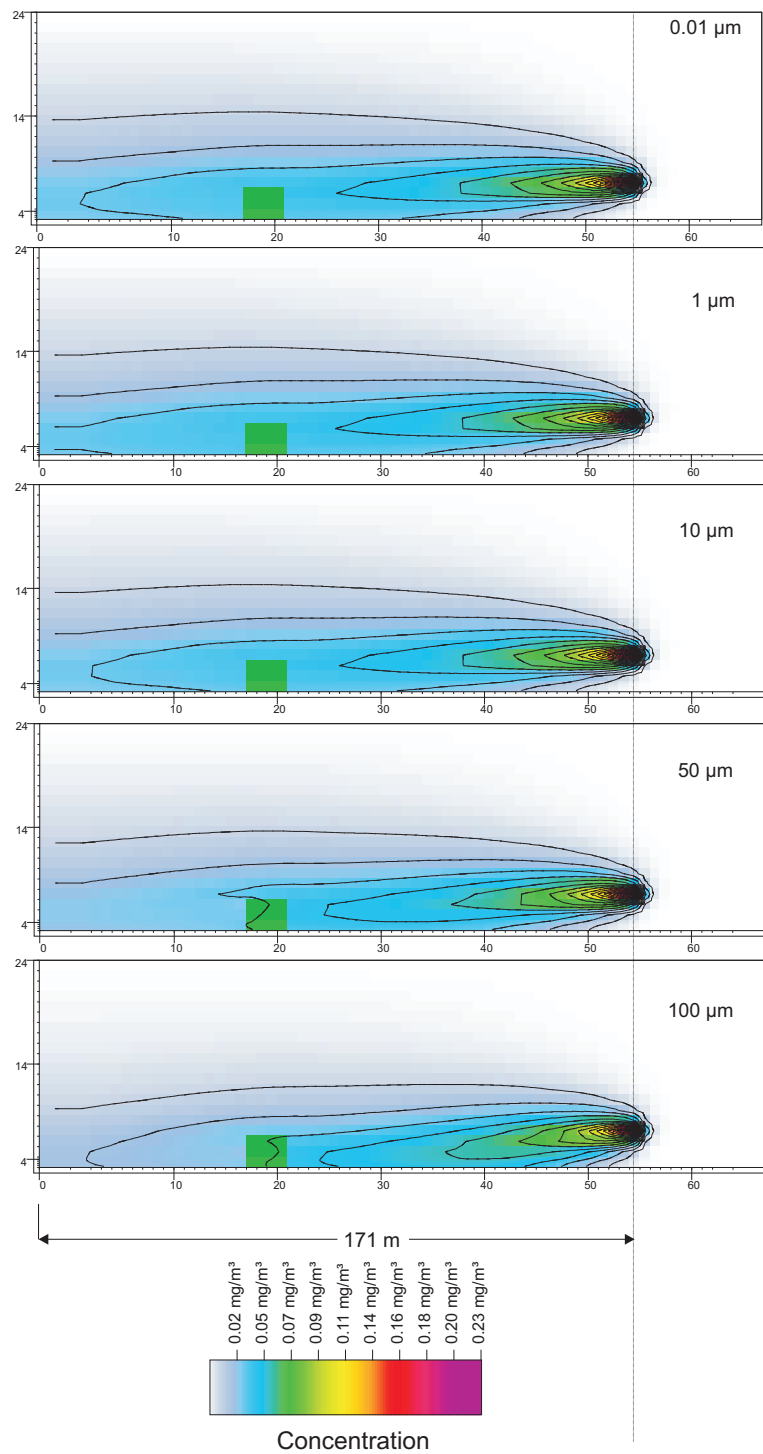 24
0.01 µm
14
4
0 10 20 30 40 50 60
24
1 µm
14
4
0 10 20 30 40 50 60
24
10 µm
14
4
0 10 20 30 40 50 60
24
50 µm
14
4
0 10 20 30 40 50 60
24
100 µm
14
4
0 10 20 30 40 50 60
171 m
0.02 mg/m³
0.05 mg/m³
0.07 mg/m³
0.09 mg/m³
0.11 mg/m³
0.14 mg/m³
0.16 mg/m³
0.18 mg/m³
0.20 mg/m³
0.23 mg/m³
Concentration